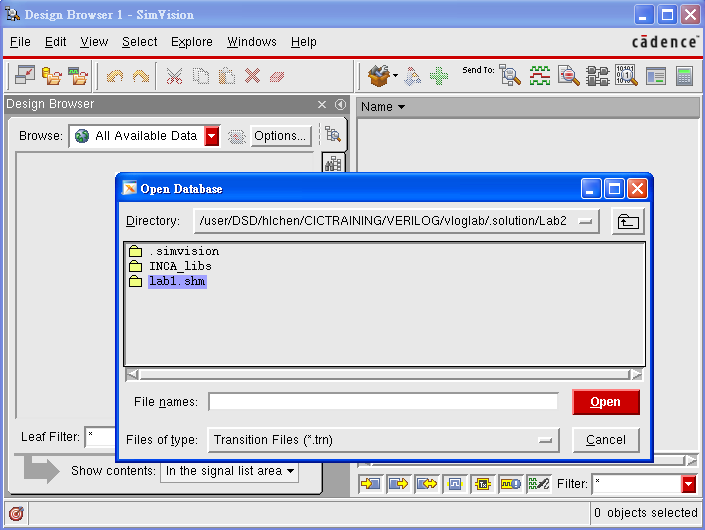 Design Browser 1 - SimVision
File Edit View Select Explore Windows Help
cādence
Send To:
Design Browser
Name
Browse: All Available Data Options...
Open Database
Directory: /user/DSD/hlchen/CICTRAINING/VERILOG/vloglab/.solution/Lab2
.simvision
INCA_libs
lab1.shm
File names: Open
Files of type: Transition Files (*.trn) Cancel
Leaf Filter: *
Show contents: In the signal list area
Filter: *
0 objects selected